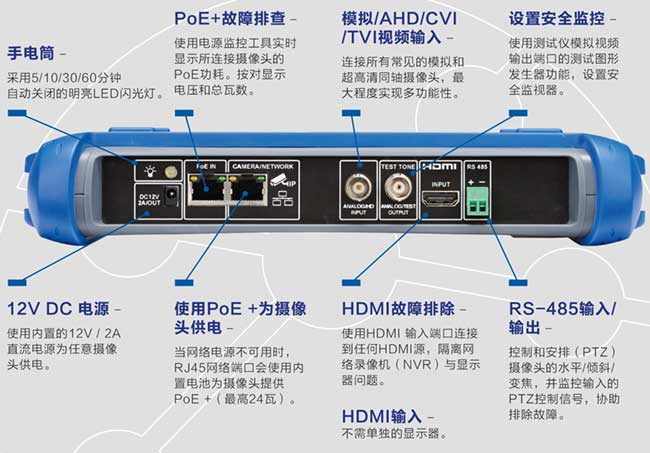 手电筒 –
采用5/10/30/60分钟
自动关闭的明亮LED闪光灯。
PoE+故障排查 –
使用电源监控工具实时
显示所连接摄像头的
PoE功耗。按对显示
电压和总瓦数。
模拟/AHD/CVI
/TVI视频输入 –
连接所有常见的模拟和
超高清同轴摄像头，最
大程度实现多功能性。
设置安全监控 –
使用测试仪模拟视频
输出端口的测试图形
发生器功能，设置安
全监视器。
DC12V
2A/OUT
PoE IN
CAMERA/NETWORK
IP
ANALOG/HD
INPUT
TEST TONE
ANALOG/TEST
OUTPUT
HDMI
INPUT
RS 485
+ –
12V DC 电源 –
使用内置的12V / 2A
直流电源为任意摄像
头供电。
使用PoE +为摄像
头供电 –
当网络电源不可用时，
RJ45网络端口会使用内
置电池为摄像头提供
PoE +（最高24瓦）。
HDMI故障排除 –
使用HDMI 输入端口连接
到任何HDMI源，隔离网
络录像机（NVR）与显示
器问题。
HDMI输入 –
不需单独的显示器。
RS-485输入/
输出 –
控制和安排（PTZ）
摄像头的水平/倾斜/
变焦，并监控输入的
PTZ控制信号，协助
排除故障。